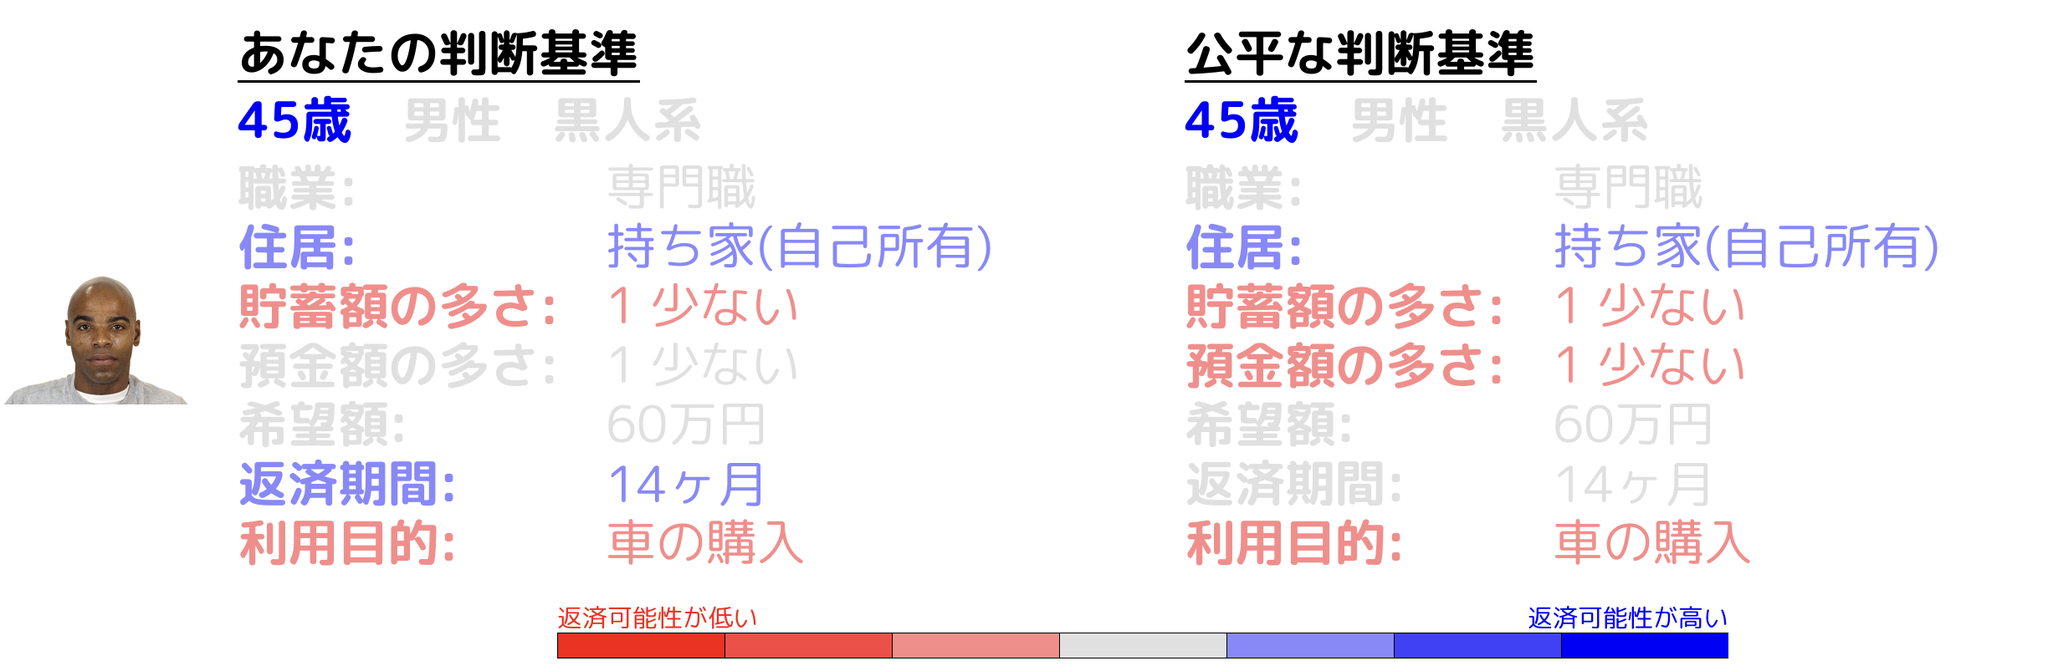 あなたの判断基準
45歳 男性 黒人系
職業: 専門職
住居: 持ち家(自己所有)
貯蓄額の多さ: 1 少ない
預金額の多さ: 1 少ない
希望額: 60万円
返済期間: 14ヶ月
利用目的: 車の購入
公平な判断基準
45歳 男性 黒人系
職業: 専門職
住居: 持ち家(自己所有)
貯蓄額の多さ: 1 少ない
預金額の多さ: 1 少ない
希望額: 60万円
返済期間: 14ヶ月
利用目的: 車の購入
返済可能性が低い
返済可能性が高い